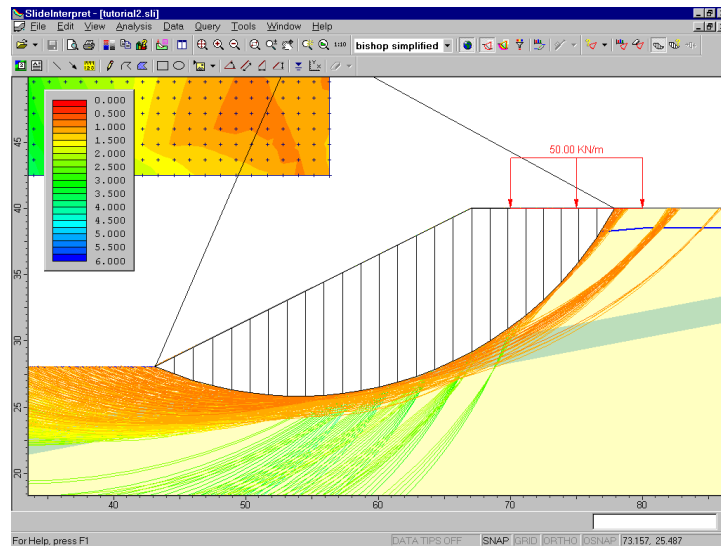 SlideInterpret - [tutorial2.sli]
File Edit View Analysis Data Query Tools Window Help
1:10 bishop simplified
0.000
0.500
1.000
1.500
2.000
2.500
3.000
3.500
4.000
4.500
5.000
5.500
6.000
50.00 KN/m
45
40
35
30
25
20
40 50 60 70 80
For Help, press F1
DATA TIPS OFF SNAP GRID ORTHO OSNAP 73.157, 25.487